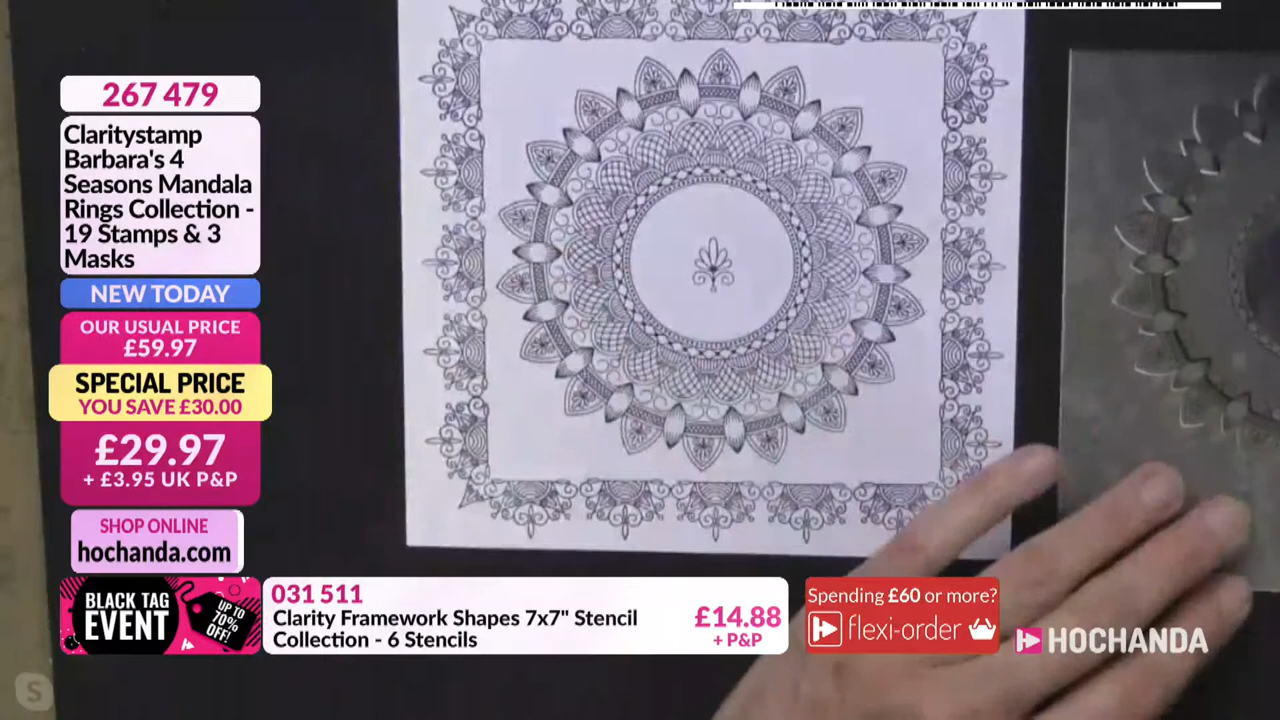 267 479
Claritystamp
Barbara's 4
Seasons Mandala
Rings Collection -
19 Stamps & 3
Masks
NEW TODAY
OUR USUAL PRICE
£59.97
SPECIAL PRICE
YOU SAVE £30.00
£29.97
+ £3.95 UK P&P
SHOP ONLINE
hochanda.com
BLACK TAG
EVENT
UP TO
70%
OFF!
031 511
Clarity Framework Shapes 7x7" Stencil
Collection - 6 Stencils
£14.88
+ P&P
Spending £60 or more?
flexi-order
HOCHANDA
S